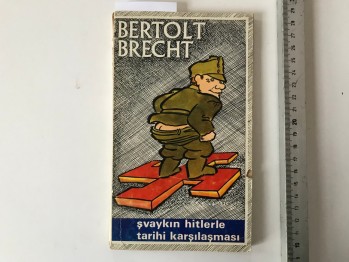 BERTOLT
BRECHT
şvaykın hitlerle
tarihi karşılaşması